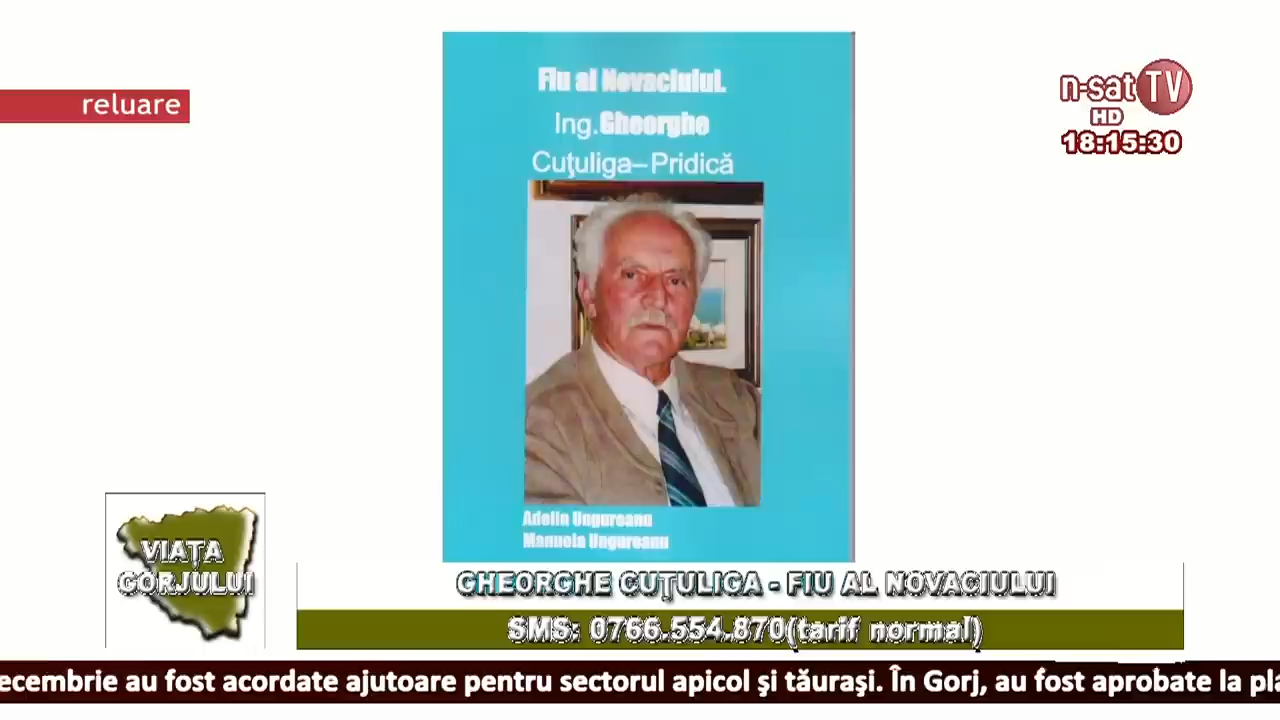 reluare
n-sat TV
HD
18:15:30
Fiu al Novaciului.
Ing.Gheorghe
Cuţuliga–Pridică
Adelin Ungureanu
Manuela Ungureanu
VIAȚA
GORJULUI
GHEORGHE CUȚULIGA - FIU AL NOVACIULUI
SMS: 0766.554.870(tarif normal)
ecembrie au fost acordate ajutoare pentru sectorul apicol şi tăuraşi. În Gorj, au fost aprobate la pla